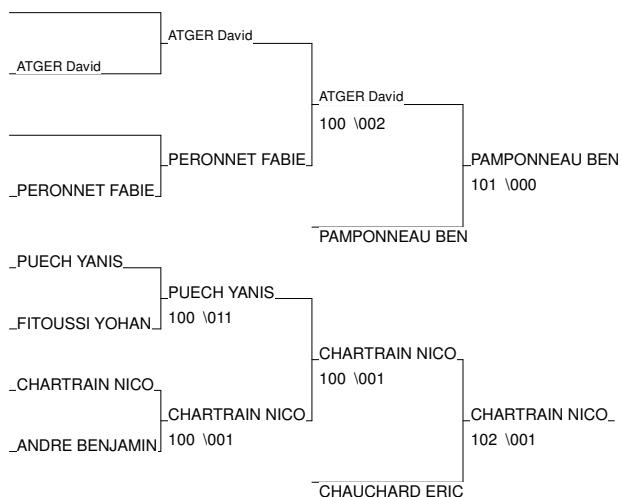 ATGER David
ATGER David
ATGER David
100 \002
PERONNET FABIE
PAMPONNEAU BEN
101 \000
PERONNET FABIE
PAMPONNEAU BEN
PUECH YANIS
PUECH YANIS
100 \011
FITOUSSI YOHAN
CHARTRAIN NICO
100 \001
CHARTRAIN NICO
CHARTRAIN NICO
100 \001
CHARTRAIN NICO
102 \001
ANDRE BENJAMIN
CHAUCHARD ERIC